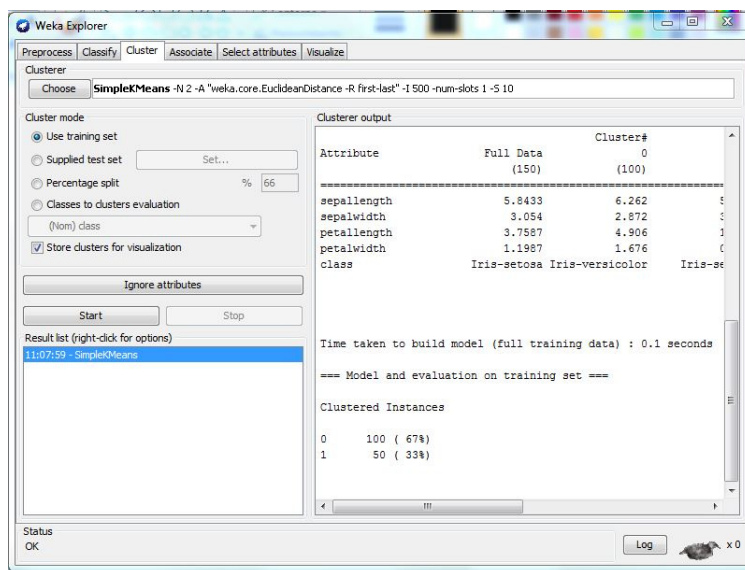 Weka Explorer
Preprocess Classify Cluster Associate Select attributes Visualize
Clusterer
Choose SimpleKMeans -N 2 -A "weka.core.EuclideanDistance -R first-last" -I 500 -num-slots 1 -S 10
Cluster mode
Use training set
Supplied test set Set...
Percentage split % 66
Classes to clusters evaluation
(Nom) class
Store clusters for visualization
Ignore attributes
Start Stop
Result list (right-click for options)
11:07:59 - SimpleKMeans
Clusterer output
Cluster#
Attribute Full Data 0
(150) (100)
==========================================================
sepallength 5.8433 6.262 5
sepalwidth 3.054 2.872 3
petallength 3.7587 4.906 1
petalwidth 1.1987 1.676 0
class Iris-setosa Iris-versicolor Iris-se
Time taken to build model (full training data) : 0.1 seconds
=== Model and evaluation on training set ===
Clustered Instances
0 100 ( 67%)
1 50 ( 33%)
Status
OK
Log x 0